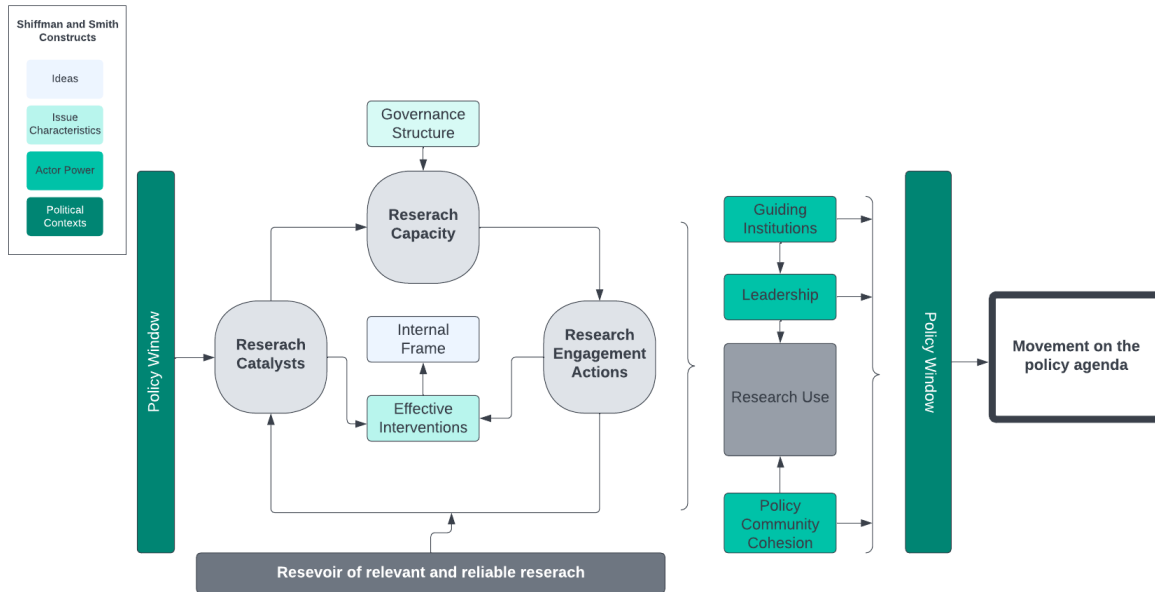 Shiffman and Smith
Constructs
Ideas
Issue
Characteristics
Actor Power
Political
Contexts
Policy Window
Governance
Structure
Reserach
Capacity
Reserach
Catalysts
Internal
Frame
Effective
Interventions
Research
Engagement
Actions
Resevoir of relevant and reliable reserach
Guiding
Institutions
Leadership
Research Use
Policy
Community
Cohesion
Policy Window
Movement on the
policy agenda